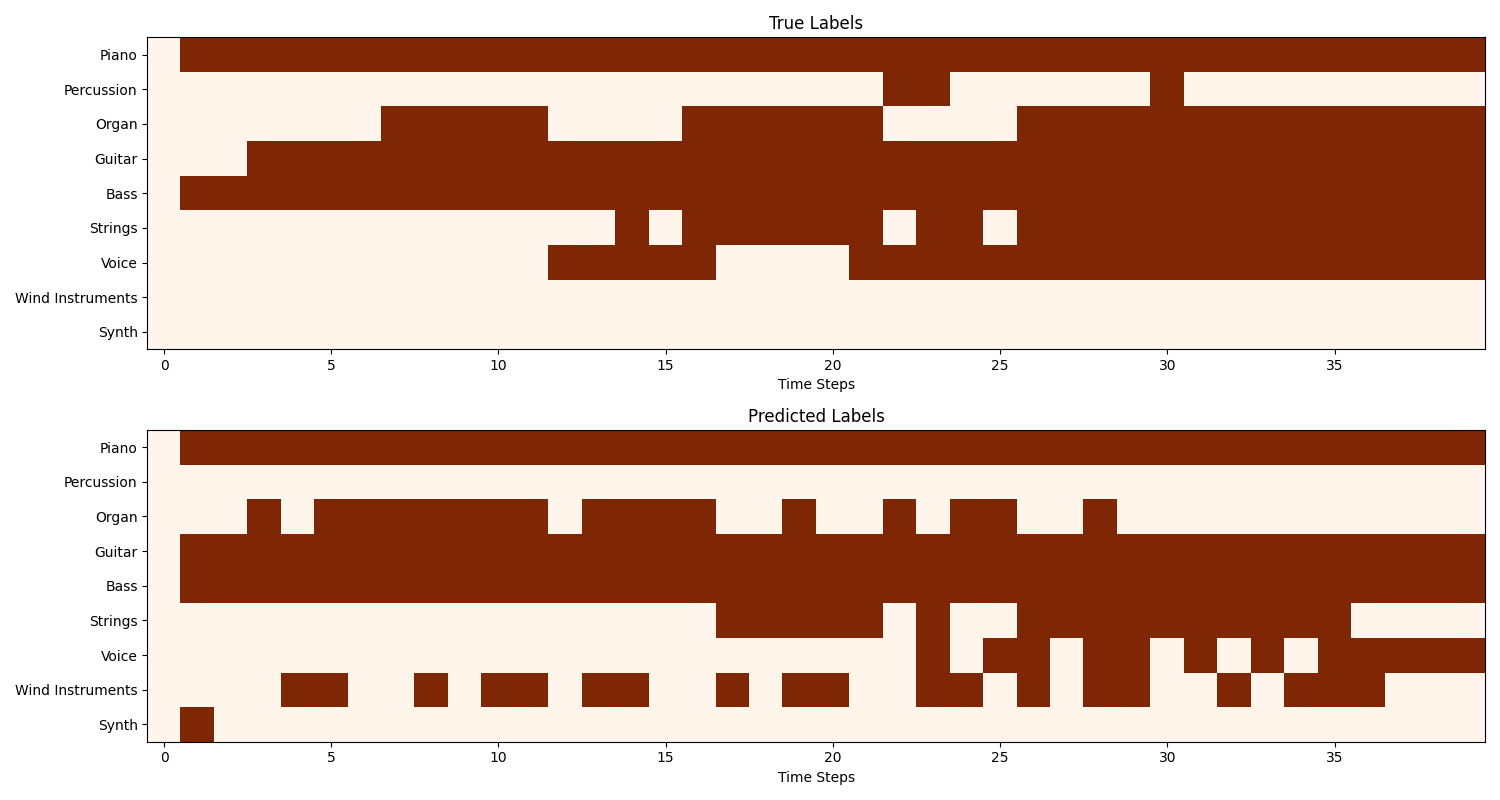 True Labels
Piano
Percussion
Organ
Guitar
Bass
Strings
Voice
Wind Instruments
Synth
0 5 10 15 20 25 30 35
Time Steps
Predicted Labels
Piano
Percussion
Organ
Guitar
Bass
Strings
Voice
Wind Instruments
Synth
0 5 10 15 20 25 30 35
Time Steps